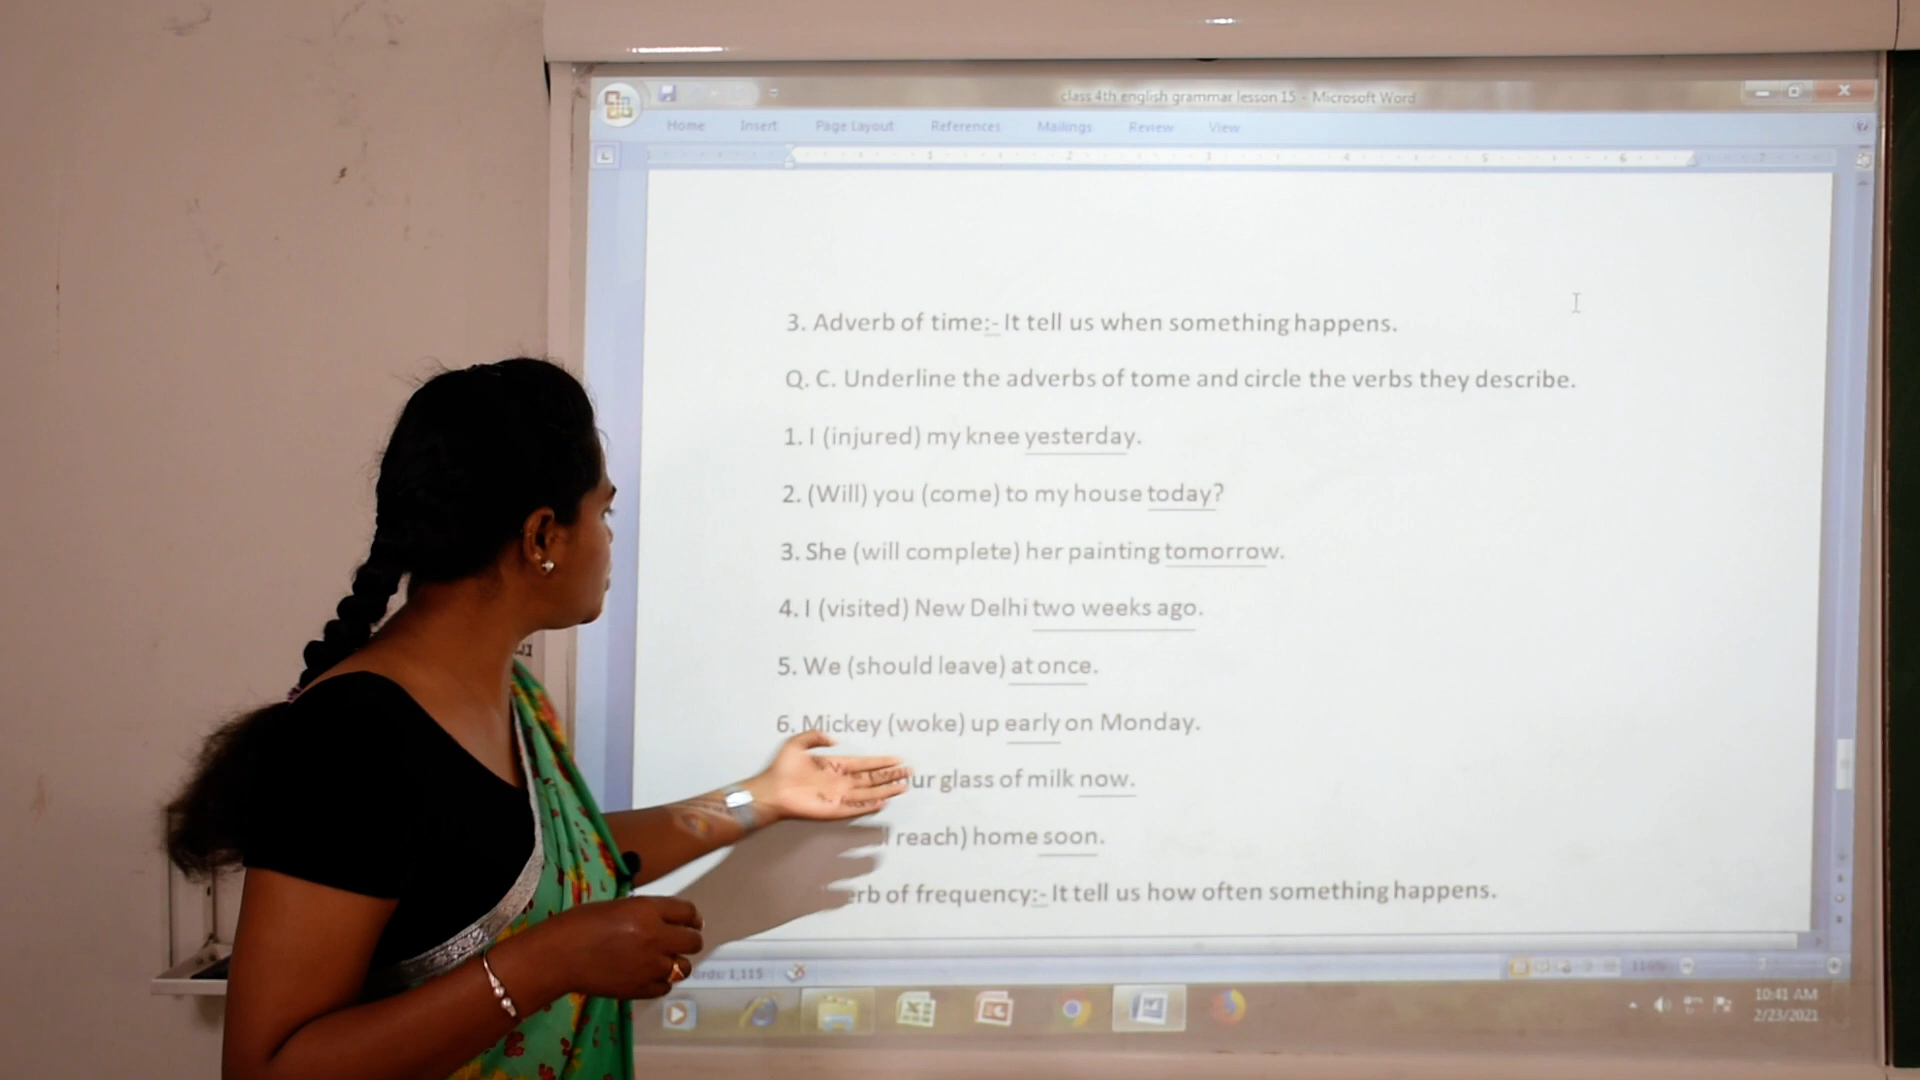 class 4th english grammar lesson 15 - Microsoft Word
Home Insert Page Layout References Mailings Review View
3. Adverb of time:- It tell us when something happens.
Q. C. Underline the adverbs of tome and circle the verbs they describe.
1. I (injured) my knee yesterday.
2. (Will) you (come) to my house today?
3. She (will complete) her painting tomorrow.
4. I (visited) New Delhi two weeks ago.
5. We (should leave) at once.
6. Mickey (woke) up early on Monday.
glass of milk now.
reach) home soon.
of frequency:- It tell us how often something happens.
1,115
10:41 AM
2/23/2021